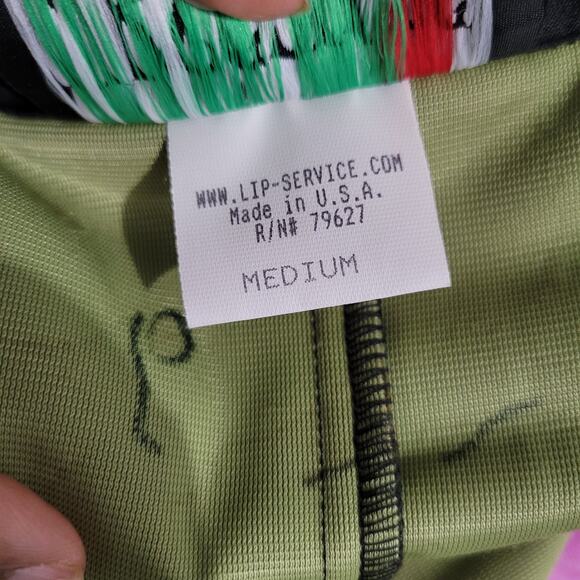 WWW.LIP-SERVICE.COM
Made in U.S.A.
R/N# 79627
MEDIUM